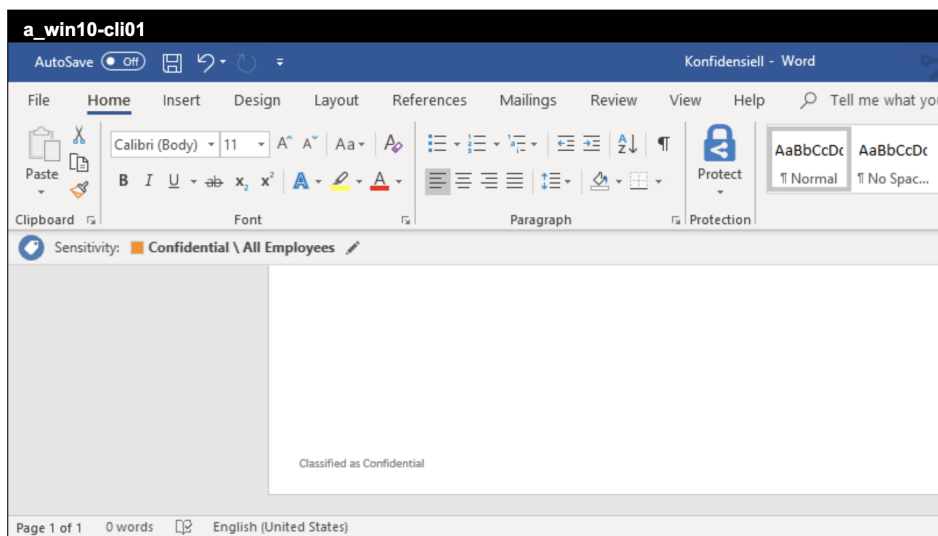 a_win10-cli01
AutoSave Off Konfidensiell - Word
File Home Insert Design Layout References Mailings Review View Help Tell me what you
Paste Calibri (Body) 11 A A Aa A Protect AaBbCcDc AaBbCcDc
B I U ab x2 x2 A A ¶ Normal ¶ No Spac...
Clipboard Font Paragraph Protection
Sensitivity: Confidential \ All Employees
Classified as Confidential
Page 1 of 1 0 words English (United States)